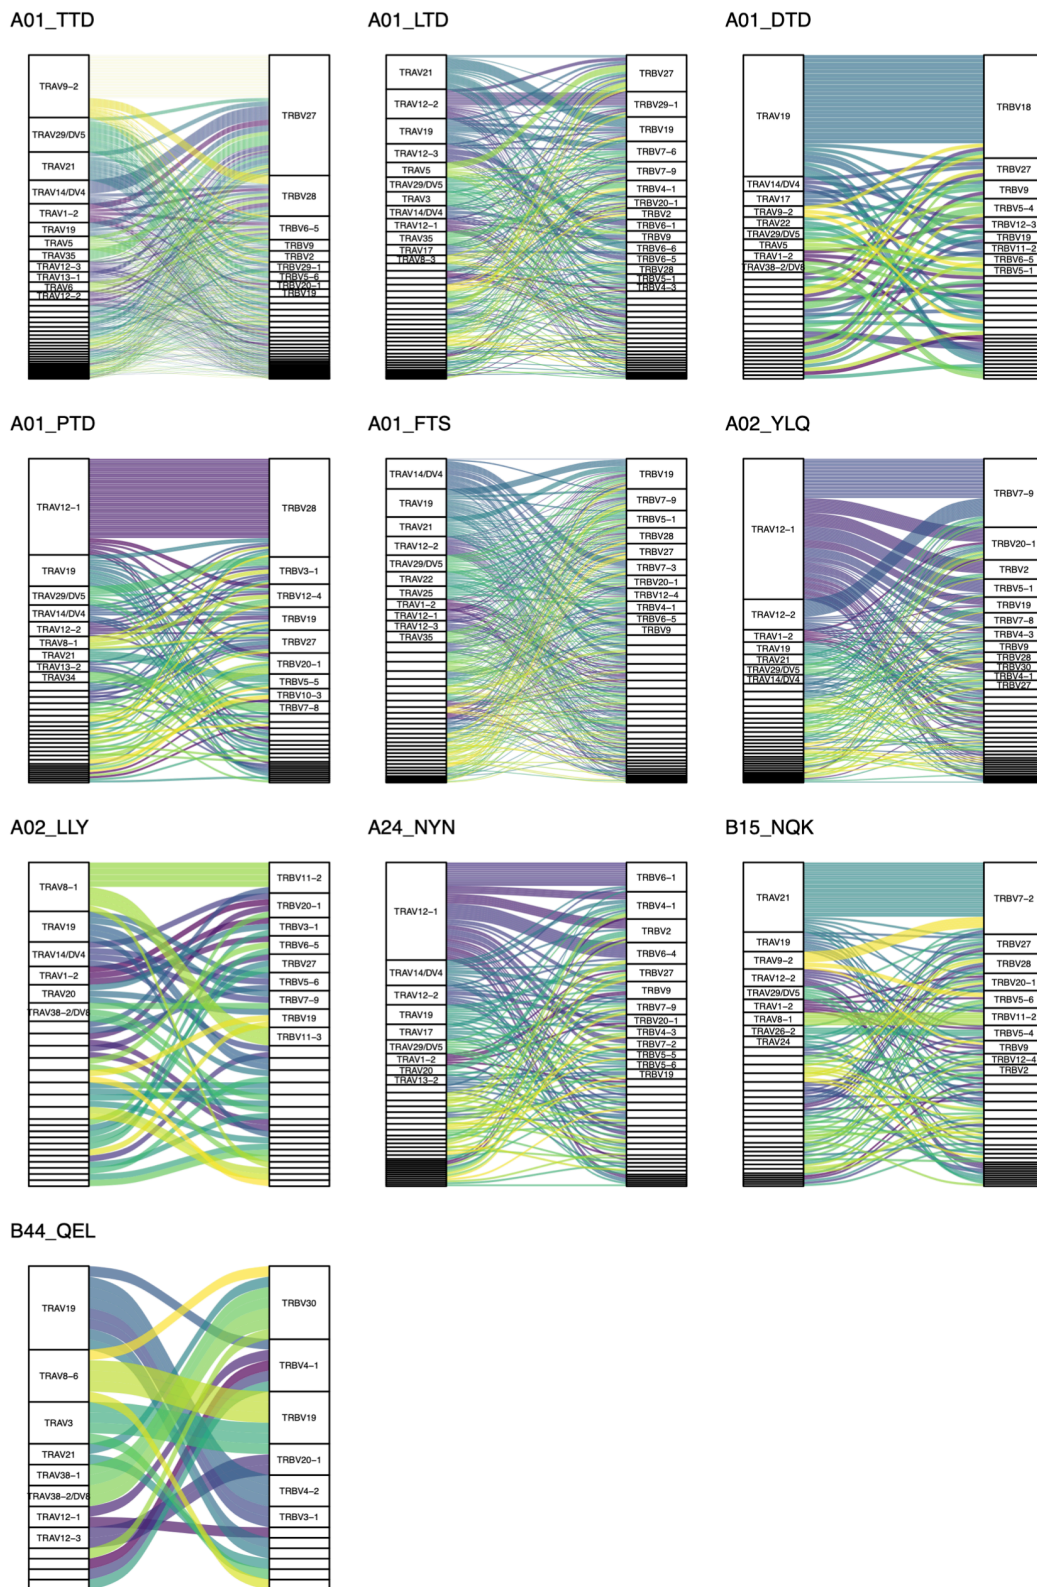 A01_TTD
TRAV9-2
TRAV29/DV5
TRAV21
TRAV14/DV4
TRAV1-2
TRAV19
TRAV5
TRAV35
TRAV12-3
TRAV13-1
TRAV6
TRAV12-2
TRBV27
TRBV28
TRBV6-5
TRBV9
TRBV2
TRBV29-1
TRBV5-6
TRBV20-1
TRBV19
A01_LTD
TRAV21
TRAV12-2
TRAV19
TRAV12-3
TRAV5
TRAV29/DV5
TRAV3
TRAV14/DV4
TRAV12-1
TRAV35
TRAV17
TRAV8-3
TRBV27
TRBV29-1
TRBV19
TRBV7-6
TRBV7-9
TRBV4-1
TRBV20-1
TRBV2
TRBV6-1
TRBV9
TRBV6-6
TRBV6-5
TRBV28
TRBV5-1
TRBV4-3
A01_DTD
TRAV19
TRAV14/DV4
TRAV17
TRAV9-2
TRAV22
TRAV29/DV5
TRAV5
TRAV1-2
TRAV38-2/DV8
TRBV18
TRBV27
TRBV9
TRBV5-4
TRBV12-3
TRBV19
TRBV11-2
TRBV6-5
TRBV5-1
A01_PTD
TRAV12-1
TRAV19
TRAV29/DV5
TRAV14/DV4
TRAV12-2
TRAV8-1
TRAV21
TRAV13-2
TRAV34
TRBV28
TRBV3-1
TRBV12-4
TRBV19
TRBV27
TRBV20-1
TRBV5-5
TRBV10-3
TRBV7-8
A01_FTS
TRAV14/DV4
TRAV19
TRAV21
TRAV12-2
TRAV29/DV5
TRAV22
TRAV25
TRAV1-2
TRAV12-1
TRAV12-3
TRAV35
TRBV19
TRBV7-9
TRBV5-1
TRBV28
TRBV27
TRBV7-3
TRBV20-1
TRBV12-4
TRBV4-1
TRBV6-5
TRBV9
A02_YLQ
TRAV12-1
TRAV12-2
TRAV1-2
TRAV19
TRAV21
TRAV29/DV5
TRAV14/DV4
TRBV7-9
TRBV20-1
TRBV2
TRBV5-1
TRBV19
TRBV7-8
TRBV4-3
TRBV9
TRBV28
TRBV30
TRBV4-1
TRBV27
A02_LLY
TRAV8-1
TRAV19
TRAV14/DV4
TRAV1-2
TRAV20
TRAV38-2/DV8
TRBV11-2
TRBV20-1
TRBV3-1
TRBV6-5
TRBV27
TRBV5-6
TRBV7-9
TRBV19
TRBV11-3
A24_NYN
TRAV12-1
TRAV14/DV4
TRAV12-2
TRAV19
TRAV17
TRAV29/DV5
TRAV1-2
TRAV20
TRAV13-2
TRBV6-1
TRBV4-1
TRBV2
TRBV6-4
TRBV27
TRBV9
TRBV7-9
TRBV20-1
TRBV4-3
TRBV7-2
TRBV5-5
TRBV5-6
TRBV19
B15_NQK
TRAV21
TRAV19
TRAV9-2
TRAV12-2
TRAV29/DV5
TRAV1-2
TRAV8-1
TRAV26-2
TRAV24
TRBV7-2
TRBV27
TRBV28
TRBV20-1
TRBV5-6
TRBV11-2
TRBV5-4
TRBV9
TRBV12-4
TRBV2
B44_QEL
TRAV19
TRAV8-6
TRAV3
TRAV21
TRAV38-1
TRAV38-2/DV8
TRAV12-1
TRAV12-3
TRBV30
TRBV4-1
TRBV19
TRBV20-1
TRBV4-2
TRBV3-1